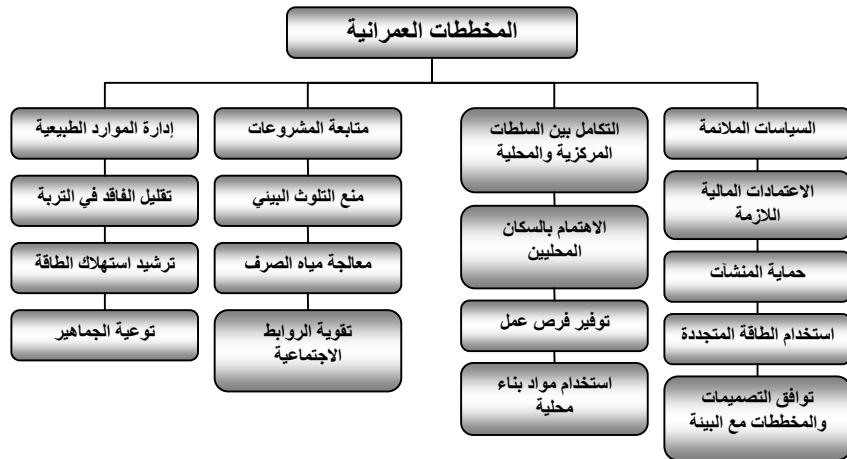 المخططات العمرانية
السياسات الملائمة
الاعتمادات المالية
اللازمة
حماية المنشآت
استخدام الطاقة المتجددة
توافق التصميمات
والمخططات مع البيئة
التكامل بين السلطات
المركزية والمحلية
الاهتمام بالسكان
المحليين
توفير فرص عمل
استخدام مواد بناء
محلية
متابعة المشروعات
منع التلوث البيئي
معالجة مياه الصرف
تقوية الروابط
الاجتماعية
إدارة الموارد الطبيعية
تقليل الفاقد في التربة
ترشيد استهلاك الطاقة
توعية الجماهير